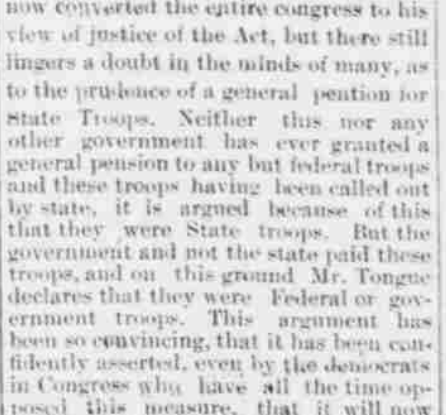 now converted the entire congress to his
view of justice of the Act, but there still
lingers a doubt in the minds of many, as
to the prudence of a general pention for
State Troops. Neither this nor any
other government has ever granted a
general pension to any but federal troops
and these troops having been called out
by state, it is argued because of this
that they were State troops. But the
government and not the state paid these
troops, and on this ground Mr. Tongue
declares that they were Federal or gov-
ernment troops. This argument has
been so convincing, that it has been con-
fidently asserted, even by the democrats
in Congress who have all the time op-
posed this measure, that it will now